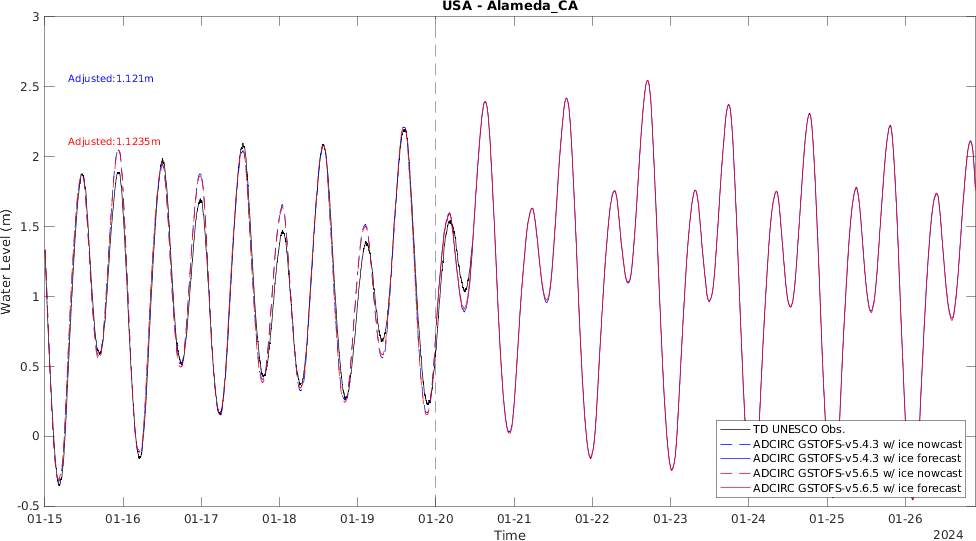 USA - Alameda_CA
3
2.5
2
1.5
1
0.5
0
-0.5
Water Level (m)
Adjusted:1.121m
Adjusted:1.1235m
TD UNESCO Obs.
ADCIRC GSTOFS-v5.4.3 w/ ice nowcast
ADCIRC GSTOFS-v5.4.3 w/ ice forecast
ADCIRC GSTOFS-v5.6.5 w/ ice nowcast
ADCIRC GSTOFS-v5.6.5 w/ ice forecast
01-15 01-16 01-17 01-18 01-19 01-20 01-21 01-22 01-23 01-24 01-25 01-26
Time
2024